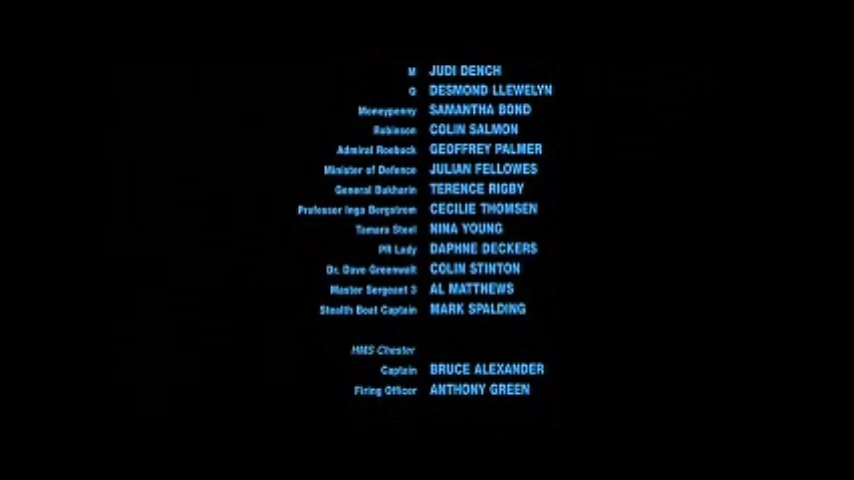 M JUDI DENCH
Q DESMOND LLEWELYN
Moneypenny SAMANTHA BOND
Robinson COLIN SALMON
Admiral Roebuck GEOFFREY PALMER
Minister of Defence JULIAN FELLOWES
General Bukharin TERENCE RIGBY
Professor Inga Bergstrom CECILIE THOMSEN
Tamara Steel NINA YOUNG
PR Lady DAPHNE DECKERS
Dr. Dave Greenwalt COLIN STINTON
Master Sergeant 3 AL MATTHEWS
Stealth Boat Captain MARK SPALDING
HMS Chester
Captain BRUCE ALEXANDER
Firing Officer ANTHONY GREEN